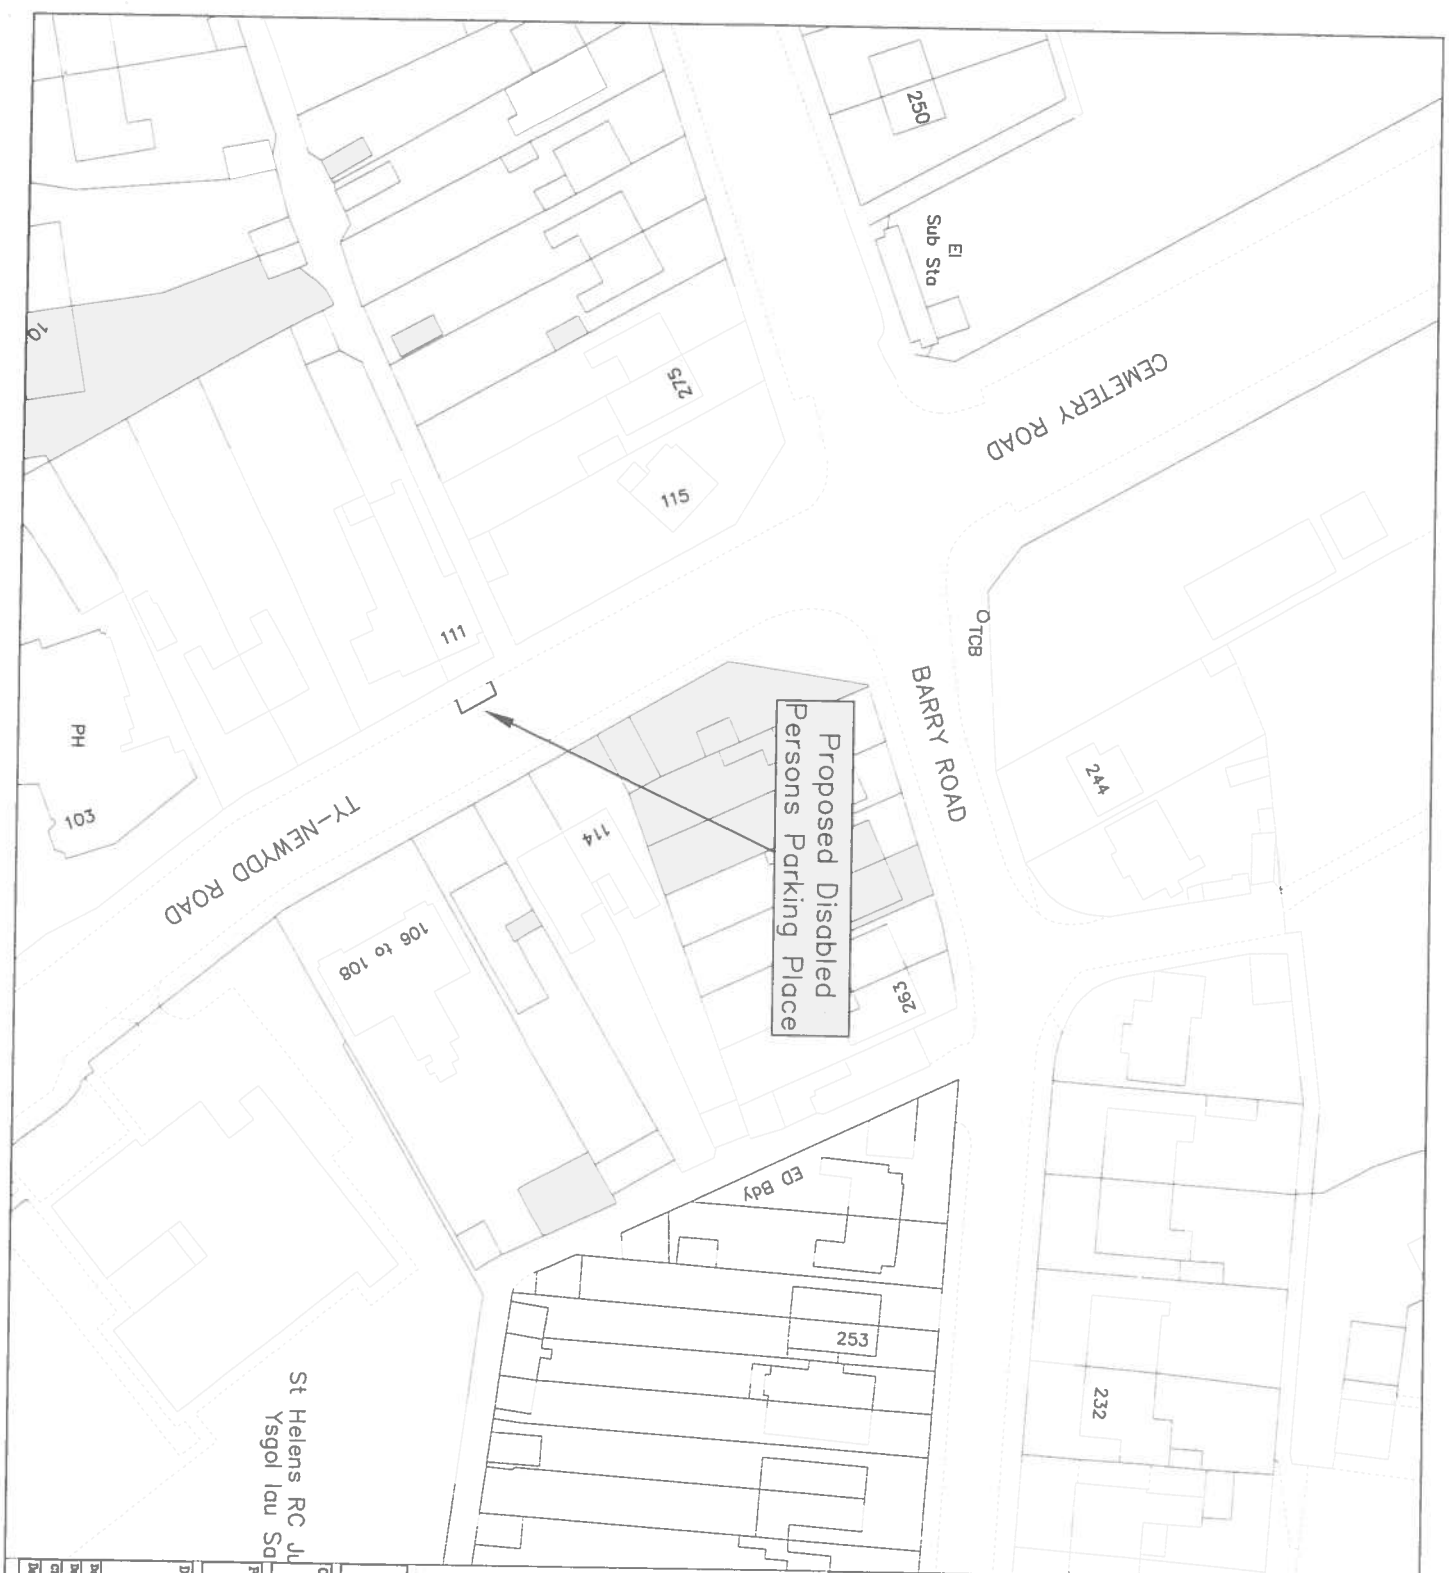 250
El
Sub Sta
CEMETERY ROAD
275
115
10
111
TCB
BARRY ROAD
PH
103
TY-NEWYDD ROAD
Proposed Disabled
Persons Parking Place
244
114
106 to 108
263
ED Bdy
253
232
St Helens RC Ju
Ysgol Iau Sa